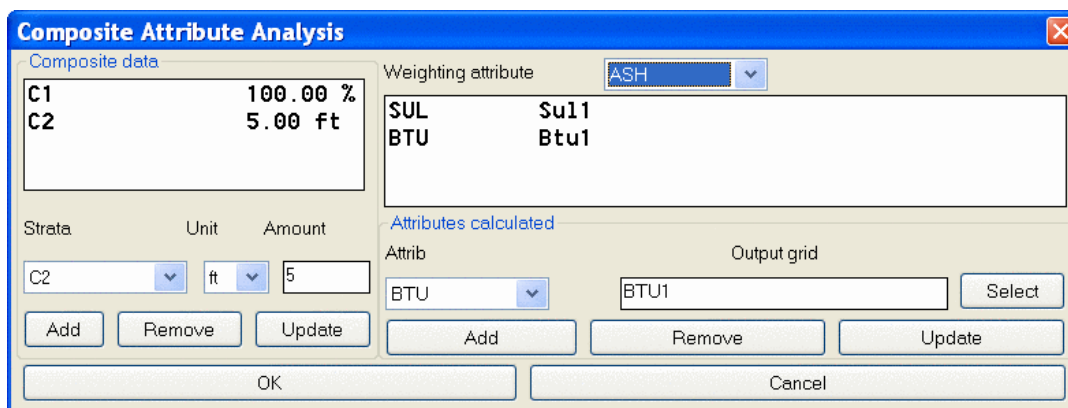 Composite Attribute Analysis
Composite data
C1 100.00 %
C2 5.00 ft
Strata Unit Amount
C2 ft 5
Add Remove Update
Weighting attribute ASH
SUL Sul1
BTU Btu1
Attributes calculated
Attrib Output grid
BTU BTU1 Select
Add Remove Update
OK Cancel